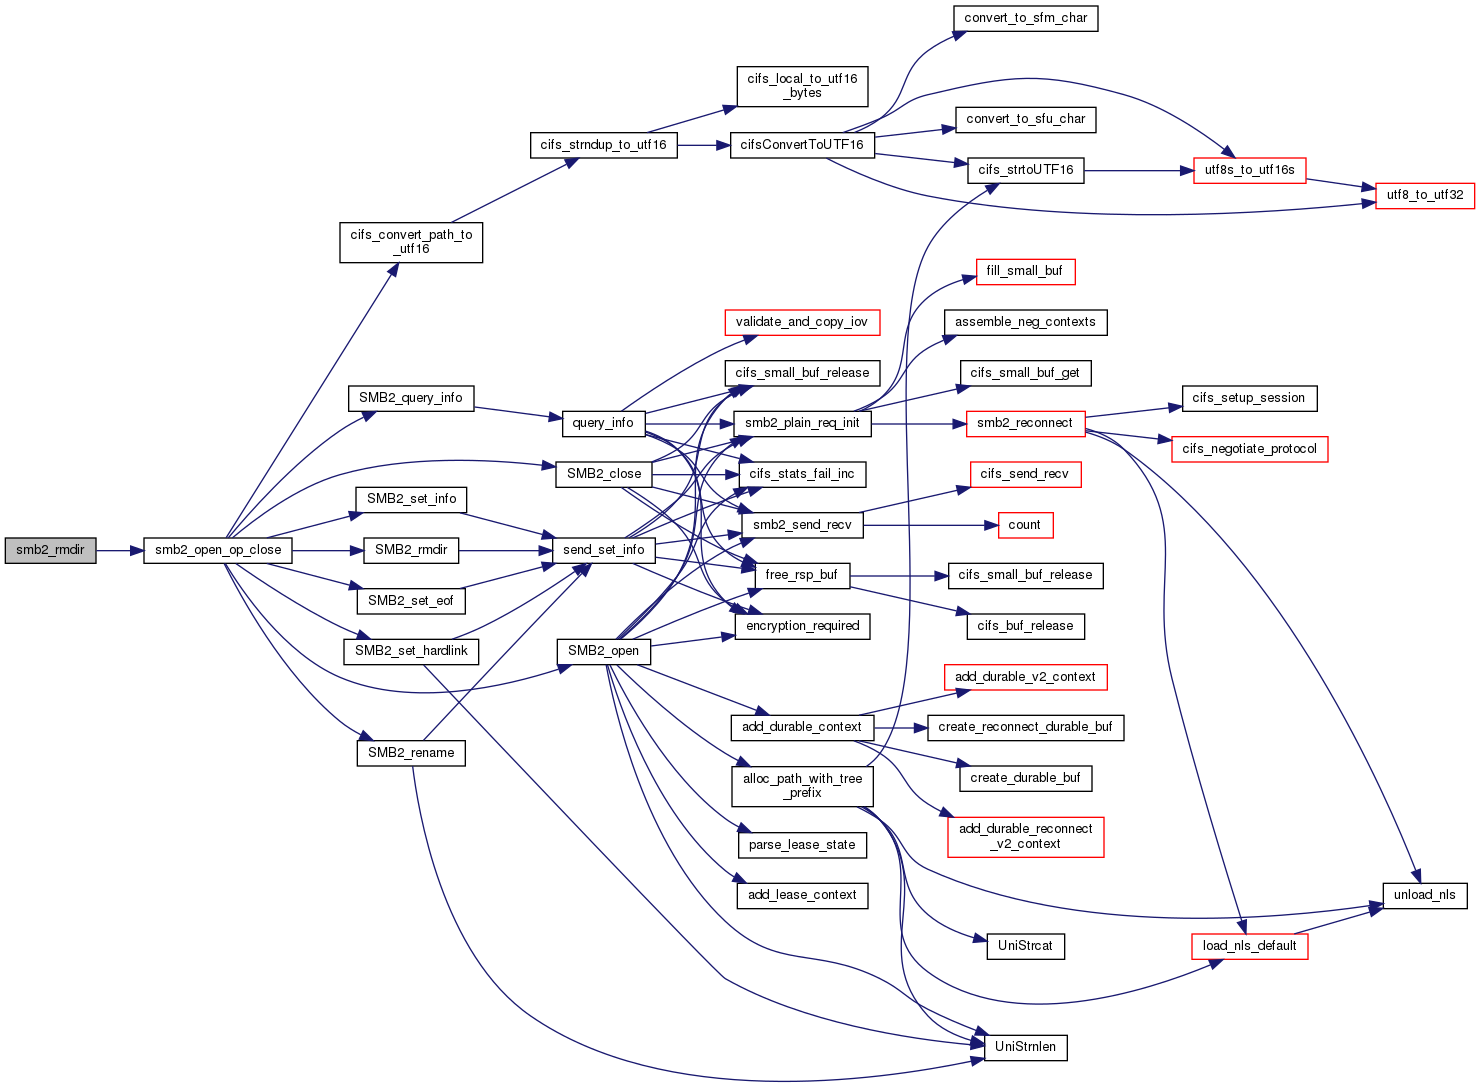 convert_to_sfm_char
cifs_local_to_utf16
_bytes
convert_to_sfu_char
cifs_strndup_to_utf16
cifsConvertToUTF16
cifs_strtoUTF16
utf8s_to_utf16s
utf8_to_utf32
cifs_convert_path_to
_utf16
fill_small_buf
validate_and_copy_iov
assemble_neg_contexts
cifs_small_buf_release
cifs_small_buf_get
SMB2_query_info
cifs_setup_session
query_info
smb2_plain_req_init
smb2_reconnect
cifs_negotiate_protocol
SMB2_close
cifs_stats_fail_inc
cifs_send_recv
SMB2_set_info
smb2_send_recv
count
smb2_rmdir
smb2_open_op_close
SMB2_rmdir
send_set_info
free_rsp_buf
cifs_small_buf_release
SMB2_set_eof
encryption_required
cifs_buf_release
SMB2_set_hardlink
SMB2_open
add_durable_v2_context
add_durable_context
create_reconnect_durable_buf
SMB2_rename
alloc_path_with_tree
_prefix
create_durable_buf
add_durable_reconnect
_v2_context
parse_lease_state
add_lease_context
unload_nls
UniStrcat
load_nls_default
UniStrnlen